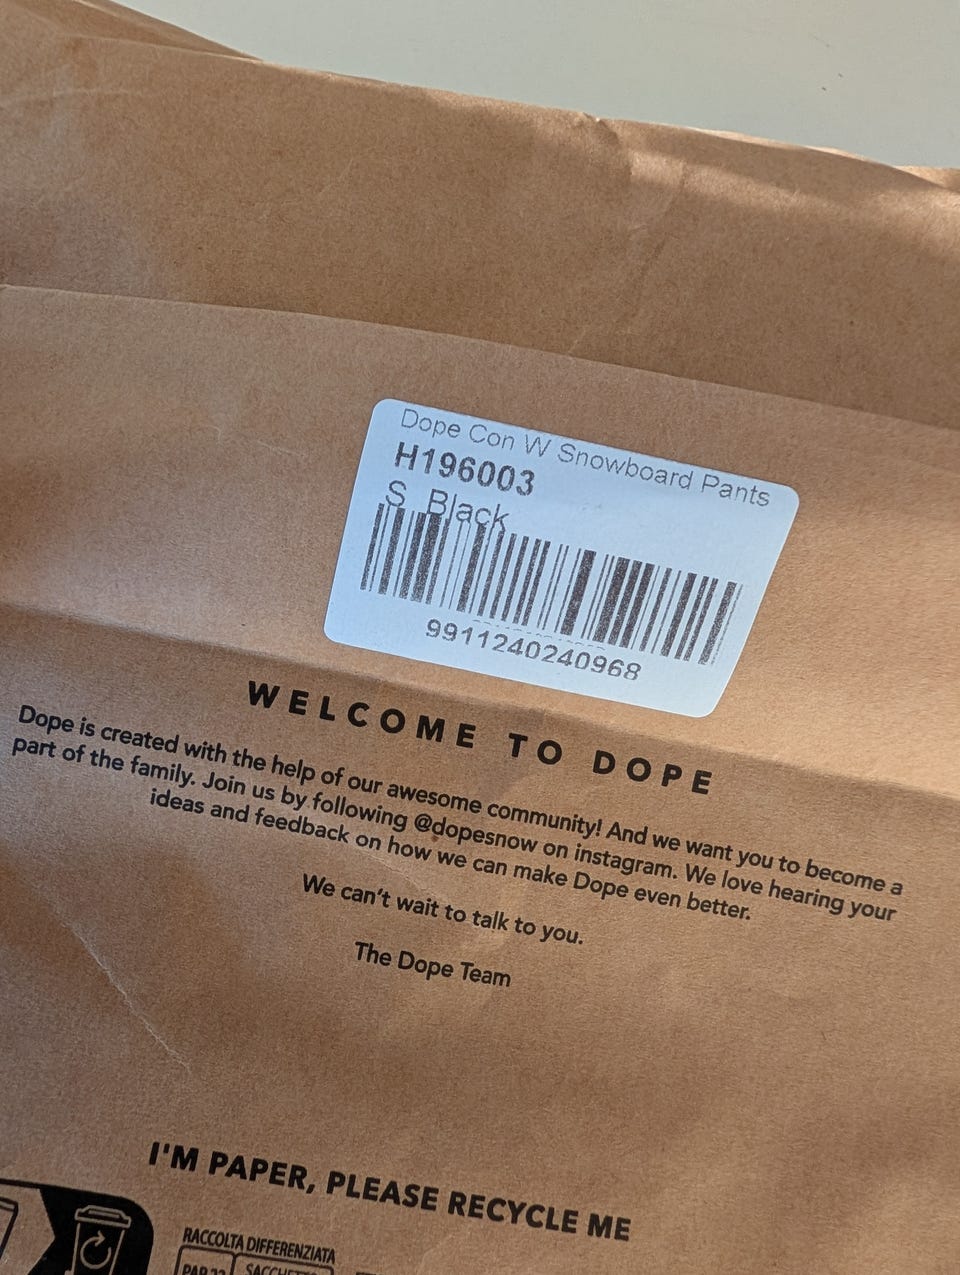 Dope Con W Snowboard Pants
H196003
S Black
9911240240968
WELCOME TO DOPE
Dope is created with the help of our awesome community! And we want you to become a
part of the family. Join us by following @dopesnow on instagram. We love hearing your
ideas and feedback on how we can make Dope even better.
We can't wait to talk to you.
The Dope Team
I'M PAPER, PLEASE RECYCLE ME
RACCOLTA DIFFERENZIATA
PAP 22 SACCHETTO